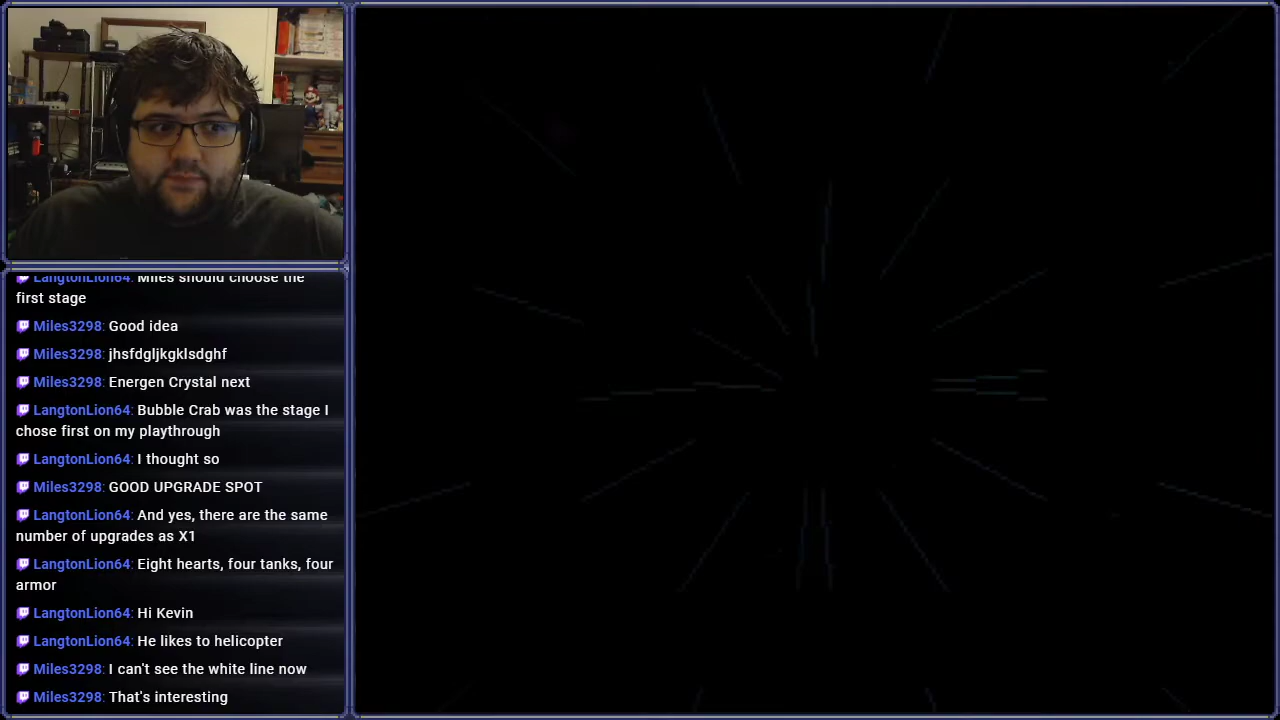 LangtonLion64: Miles should choose the
first stage
Miles3298: Good idea
Miles3298: jhsfdgljkgklsdghf
Miles3298: Energen Crystal next
LangtonLion64: Bubble Crab was the stage I
chose first on my playthrough
LangtonLion64: I thought so
Miles3298: GOOD UPGRADE SPOT
LangtonLion64: And yes, there are the same
number of upgrades as X1
LangtonLion64: Eight hearts, four tanks, four
armor
LangtonLion64: Hi Kevin
LangtonLion64: He likes to helicopter
Miles3298: I can't see the white line now
Miles3298: That's interesting